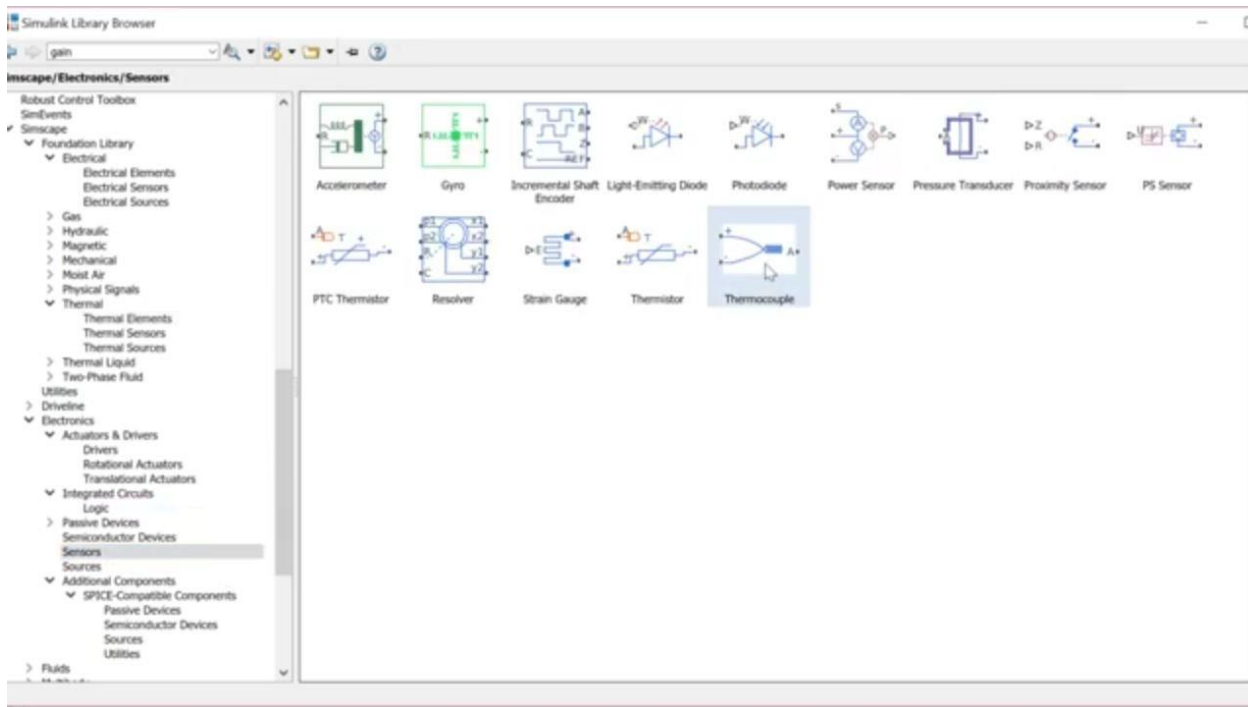 Simulink Library Browser
gain
imscape/Electronics/Sensors
Robust Control Toolbox
SimEvents
Simscape
Foundation Library
Electrical
Electrical Elements
Electrical Sensors
Electrical Sources
Gas
Hydraulic
Magnetic
Mechanical
Moist Air
Physical Signals
Thermal
Thermal Elements
Thermal Sensors
Thermal Sources
Thermal Liquid
Two-Phase Fluid
Utilities
Driveline
Electronics
Actuators & Drivers
Drivers
Rotational Actuators
Translational Actuators
Integrated Circuits
Logic
Passive Devices
Semiconductor Devices
Sensors
Sources
Additional Components
SPICE-Compatible Components
Passive Devices
Semiconductor Devices
Sources
Utilities
Fluids
Accelerometer
Gyro
Incremental Shaft
Encoder
Light-Emitting Diode
Photodiode
Power Sensor
Pressure Transducer
Proximity Sensor
PS Sensor
PTC Thermistor
Resolver
Strain Gauge
Thermistor
Thermocouple